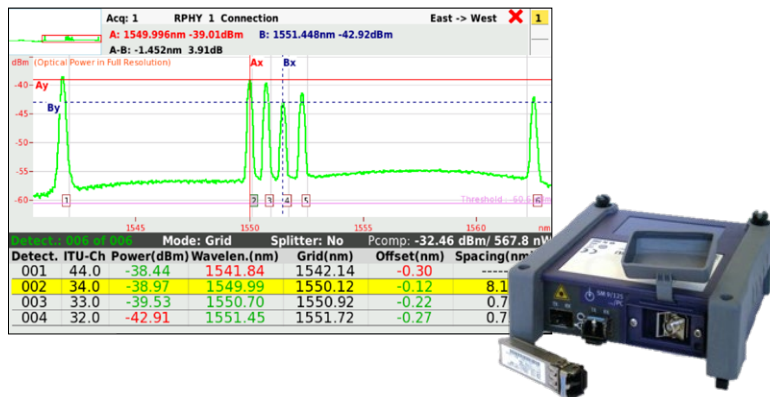 Acq: 1 RPHY 1 Connection East -> West 1
A: 1549.996nm -39.01dBm B: 1551.448nm -42.92dBm
A-B: -1.452nm 3.91dB
dBm (Optical Power in Full Resolution) Ax Bx
-40
Ay
By
-45
-50
-55
-60
1 2 3 4 5 6
Threshold: -60.6
1545 1550 1555 1560 nm
Detect.: 006 of 006 Mode: Grid Splitter: No Pcomp: -32.46 dBm/ 567.8 nW
Detect. ITU-Ch Power(dBm) Wavelen.(nm) Grid(nm) Offset(nm) Spacing(nm
001 44.0 -38.44 1541.84 1542.14 -0.30 -----
002 34.0 -38.97 1549.99 1550.12 -0.12 8.1
003 33.0 -39.53 1550.70 1550.92 -0.22 0.7
004 32.0 -42.91 1551.45 1551.72 -0.27 0.7
SM 9/125